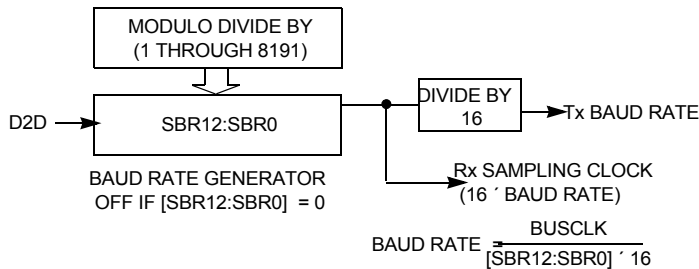 MODULO DIVIDE BY
(1 THROUGH 8191)
D2D
SBR12:SBR0
DIVIDE BY
16
Tx BAUD RATE
BAUD RATE GENERATOR
OFF IF [SBR12:SBR0] = 0
Rx SAMPLING CLOCK
(16 ´ BAUD RATE)
BAUD RATE =
BUSCLK
[SBR12:SBR0] ´ 16